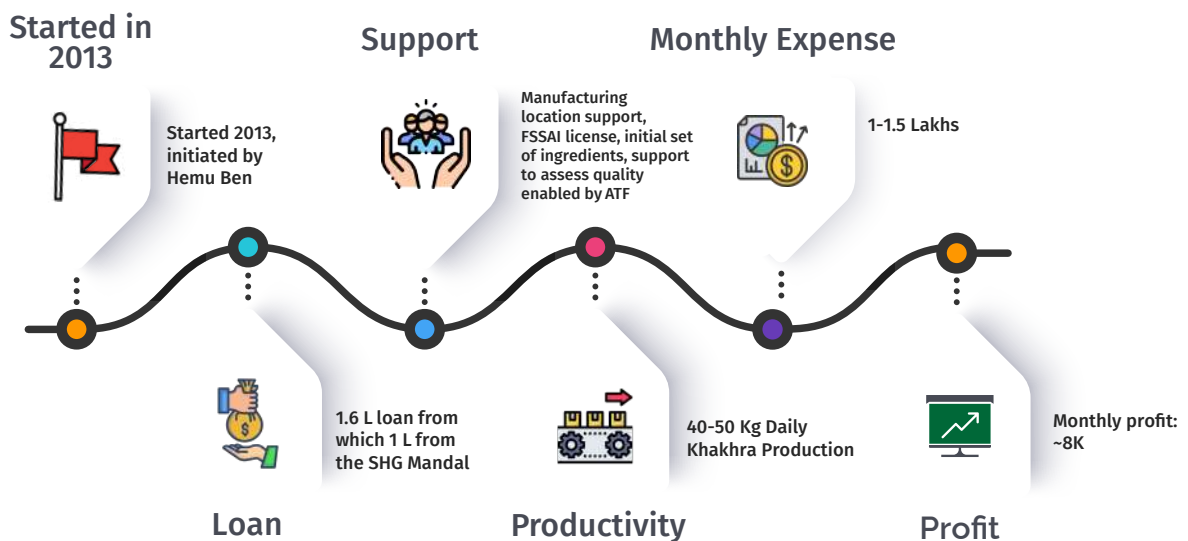 Started in
2013
Started 2013,
initiated by
Hemu Ben
Loan
1.6 L loan from
which 1 L from
the SHG Mandal
Support
Manufacturing
location support,
FSSAI license, initial set
of ingredients, support
to assess quality
enabled by ATF
Productivity
40-50 Kg Daily
Khakhra Production
Monthly Expense
1-1.5 Lakhs
Profit
Monthly profit:
~8K